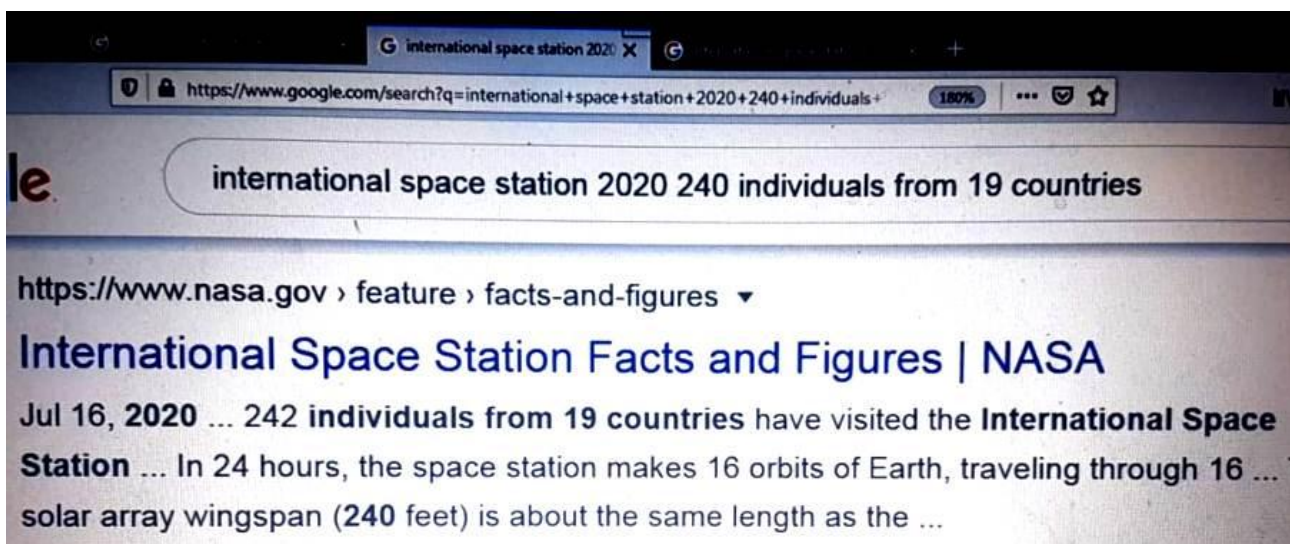 G international space station 2020 X G +
https://www.google.com/search?q=international+space+station+2020+240+individuals+ 180% ...
le
international space station 2020 240 individuals from 19 countries
https://www.nasa.gov › feature › facts-and-figures
International Space Station Facts and Figures | NASA
Jul 16, 2020 ... 242 individuals from 19 countries have visited the International Space
Station ... In 24 hours, the space station makes 16 orbits of Earth, traveling through 16 ...
solar array wingspan (240 feet) is about the same length as the ...